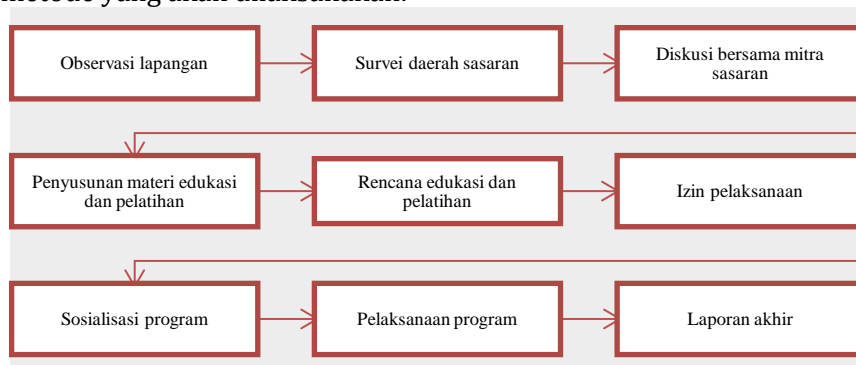 metode yang akan dilaksanakan.
Observasi lapangan
Survei daerah sasaran
Diskusi bersama mitra
sasaran
Penyusunan materi edukasi
dan pelatihan
Rencana edukasi dan
pelatihan
Izin pelaksanaan
Sosialisasi program
Pelaksanaan program
Laporan akhir